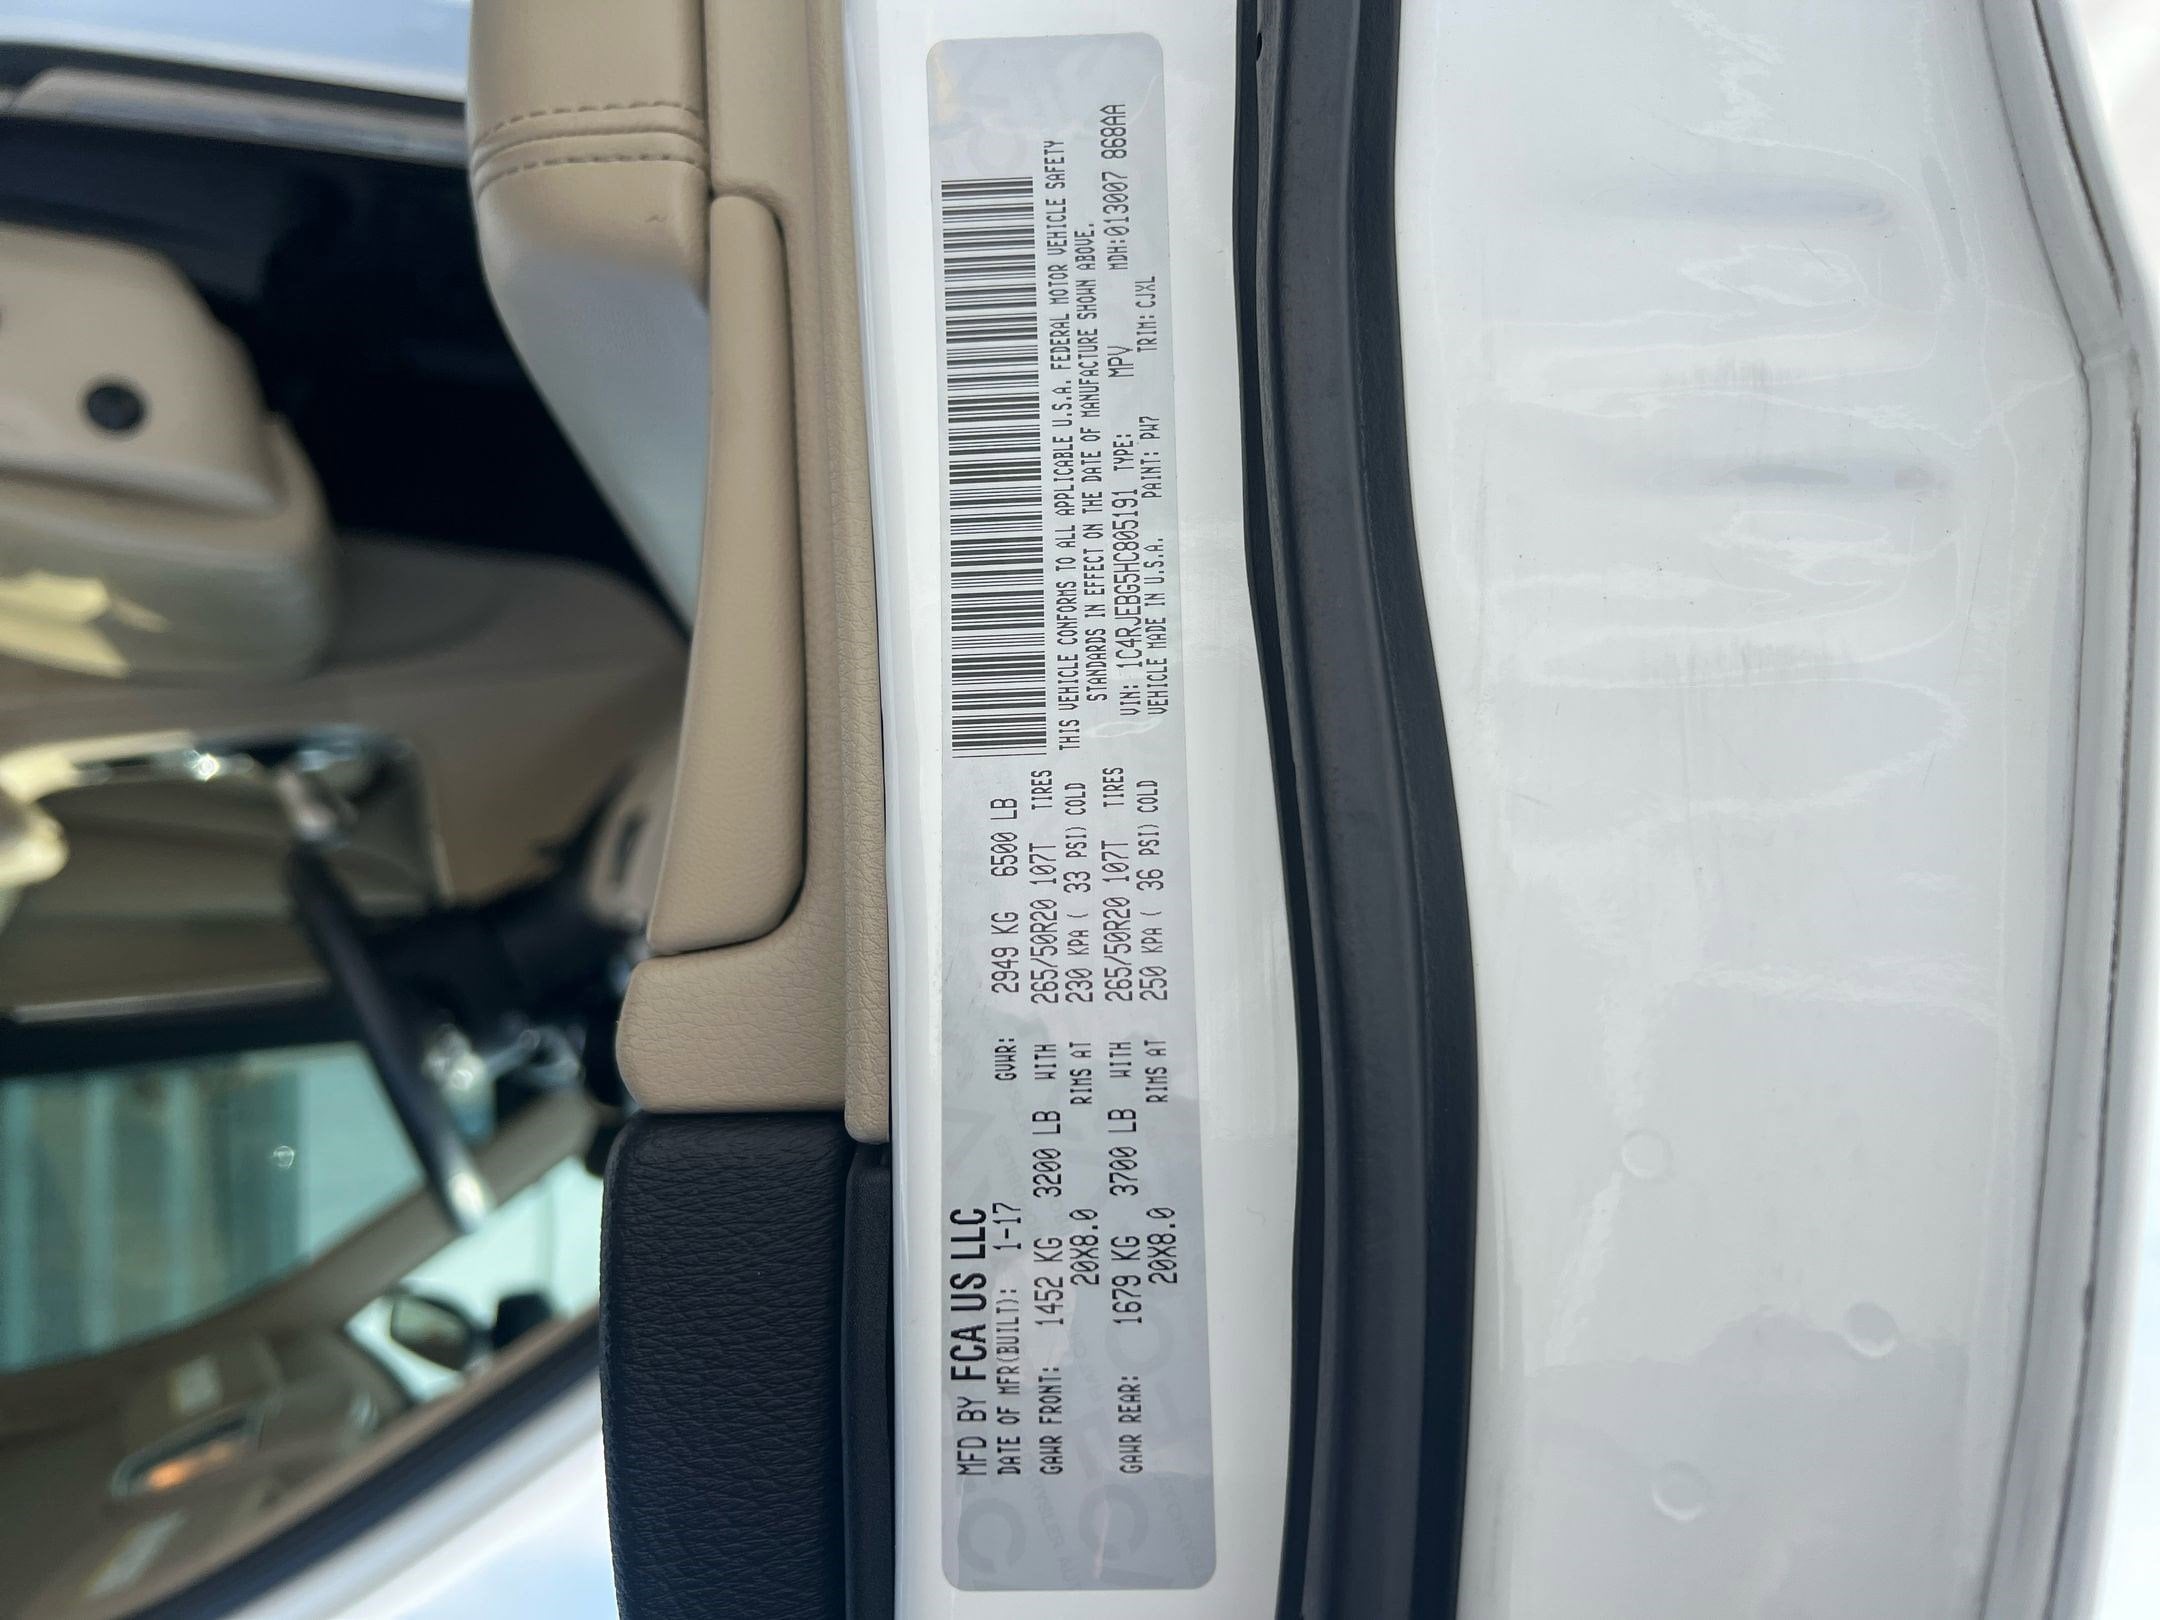 MFD BY FCA US LLC
DATE OF MFR(BUILT): 1-17 GVWR: 2949 KG 6500 LB
GAWR FRONT: 1452 KG 3200 LB WITH 265/50R20 107T TIRES
20X8.0 RIMS AT 230 KPA ( 33 PSI) COLD
GAWR REAR: 1679 KG 3700 LB WITH 265/50R20 107T TIRES
20X8.0 RIMS AT 250 KPA ( 36 PSI) COLD
THIS VEHICLE CONFORMS TO ALL APPLICABLE U.S.A. FEDERAL MOTOR VEHICLE SAFETY
STANDARDS IN EFFECT ON THE DATE OF MANUFACTURE SHOWN ABOVE.
VIN: 1C4RJEBG5HC805191 TYPE: MPV MDH:013007 868AA
VEHICLE MADE IN U.S.A. PAINT: PW7 TRIM: CJXL